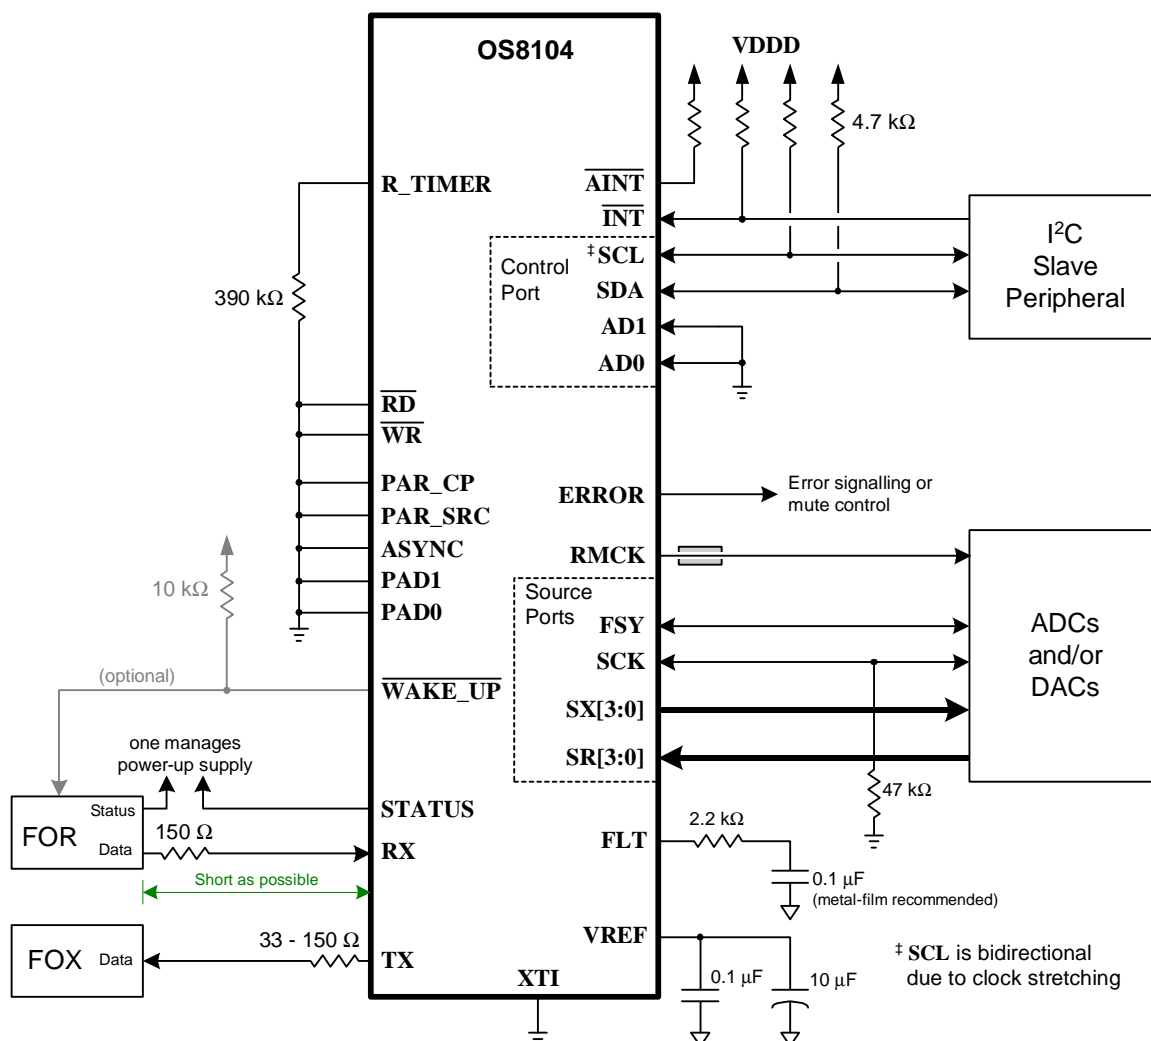 OS8104
VDDD
4.7 kΩ
R_TIMER
AINT
INT
‡ SCL
SDA
AD1
AD0
Control
Port
I²C
Slave
Peripheral
390 kΩ
RD
WR
PAR_CP
PAR_SRC
ASYNC
PAD1
PAD0
ERROR
Error signalling or
mute control
RMCK
Source
Ports
FSY
SCK
SX[3:0]
SR[3:0]
ADCs
and/or
DACs
10 kΩ
(optional)
WAKE_UP
one manages
power-up supply
STATUS
Status
FOR
Data
150 Ω
RX
Short as possible
47 kΩ
FLT
2.2 kΩ
0.1 µF
(metal-film recommended)
FOX
Data
33 - 150 Ω
TX
VREF
0.1 µF
10 µF
XTI
‡ SCL is bidirectional
due to clock stretching